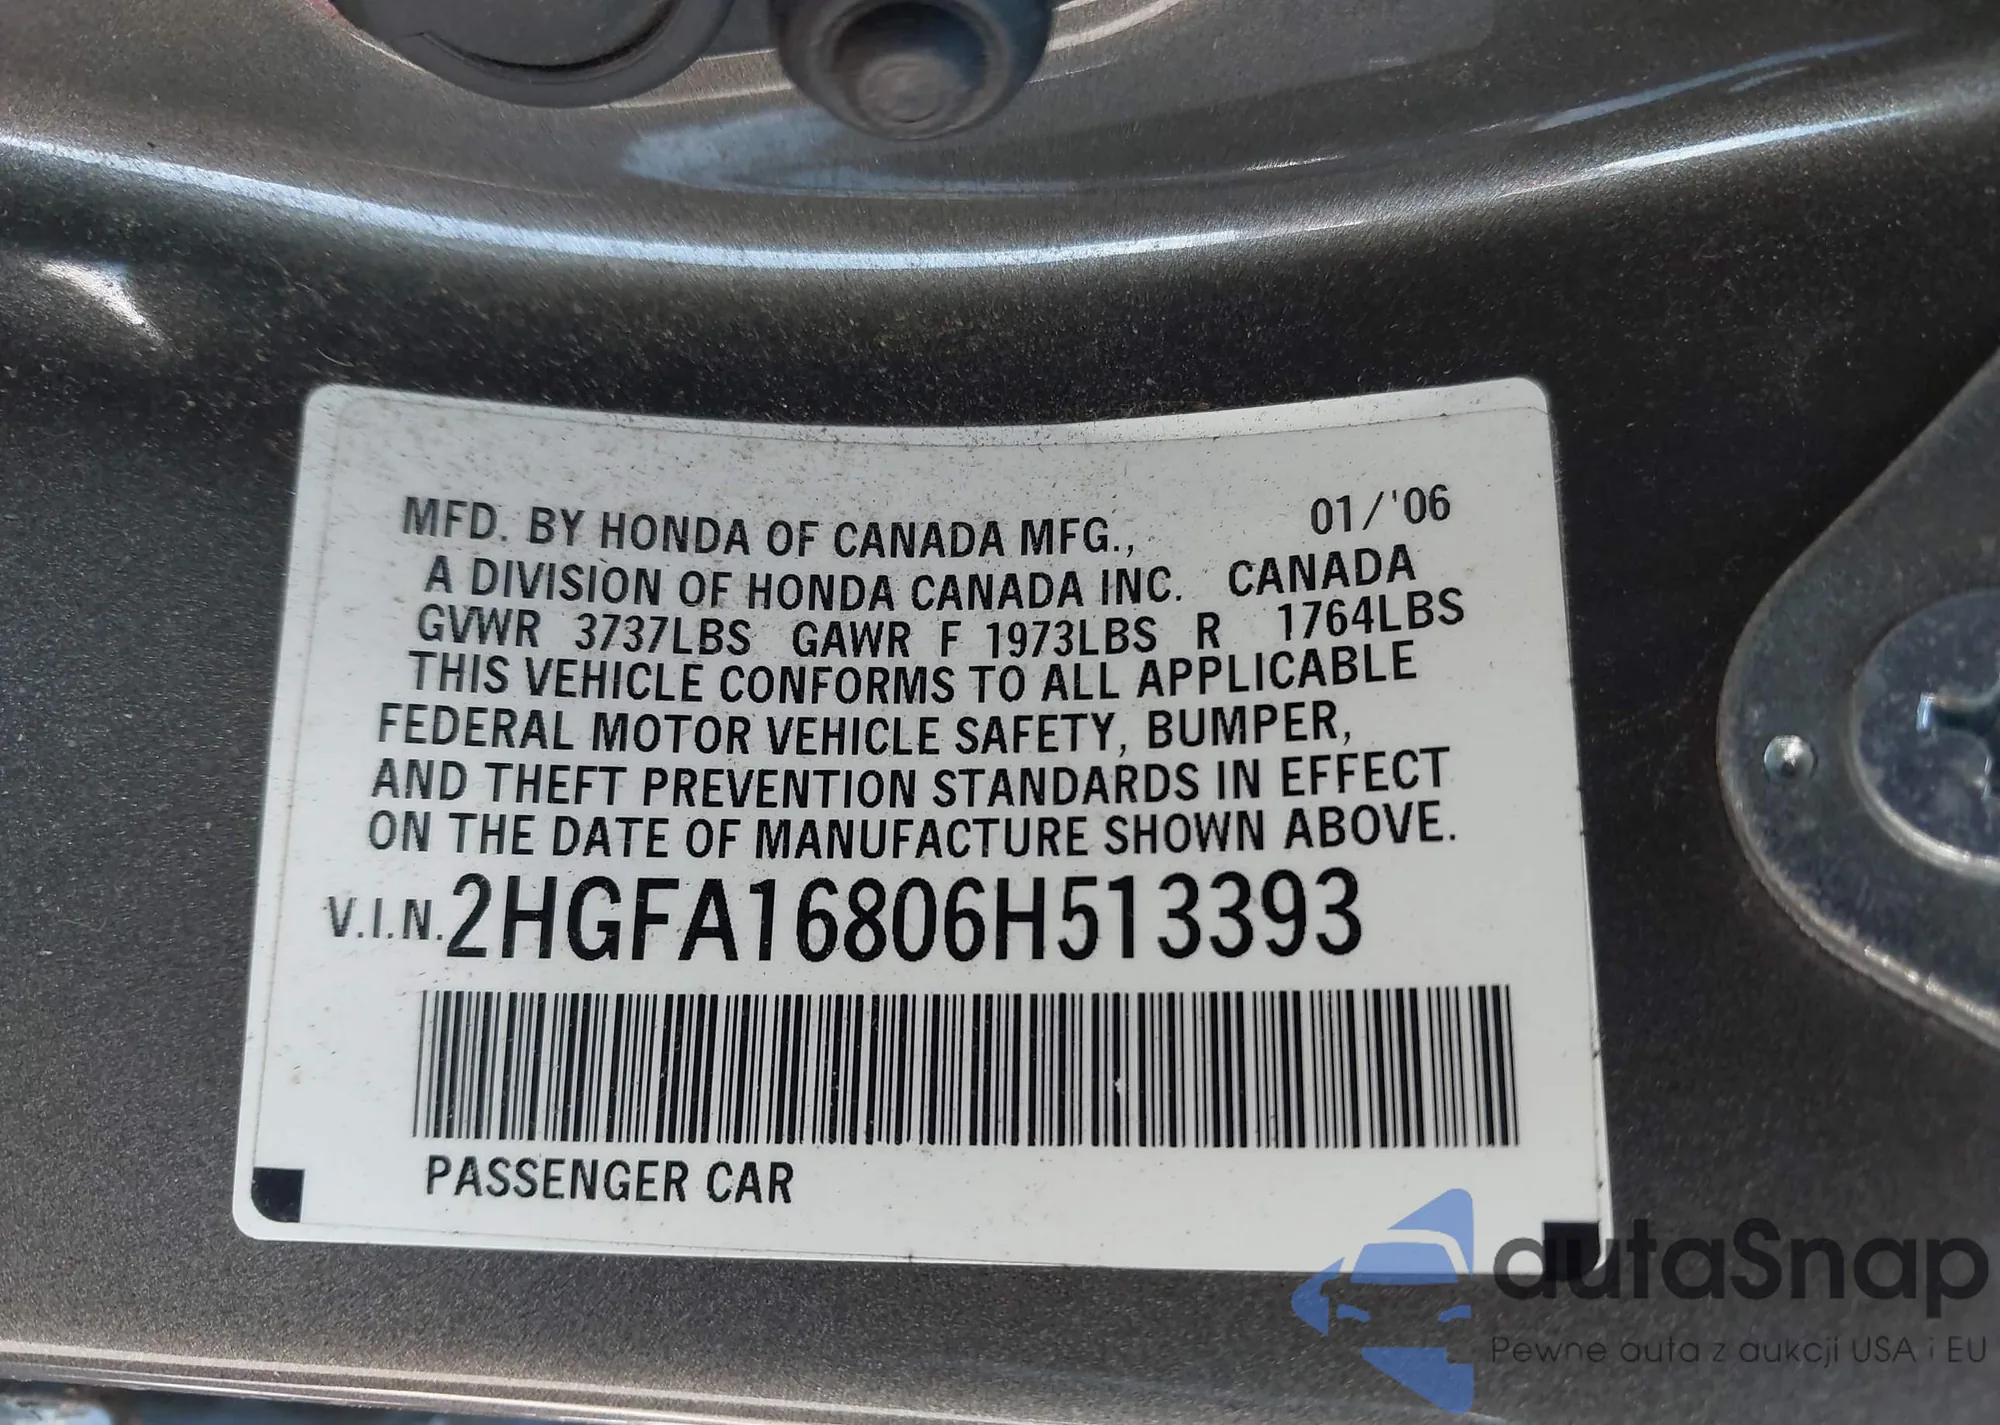 MFD. BY HONDA OF CANADA MFG., 01/'06
A DIVISION OF HONDA CANADA INC. CANADA
GVWR 3737LBS GAWR F 1973LBS R 1764LBS
THIS VEHICLE CONFORMS TO ALL APPLICABLE
FEDERAL MOTOR VEHICLE SAFETY, BUMPER,
AND THEFT PREVENTION STANDARDS IN EFFECT
ON THE DATE OF MANUFACTURE SHOWN ABOVE.
V.I.N. 2HGFA16806H513393
PASSENGER CAR
autaSnap
Pewne auta z aukcji USA i EU